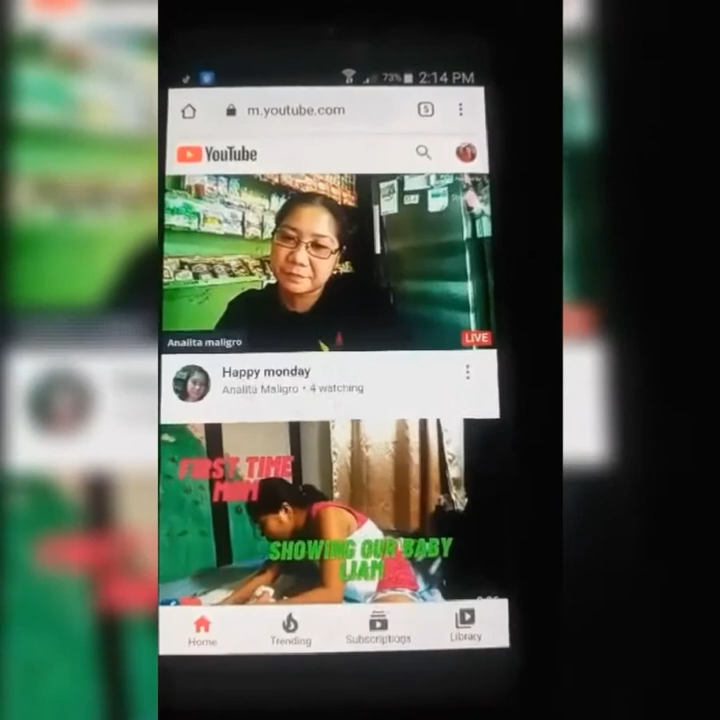 73% 2:14 PM
m.youtube.com
5
YouTube
Analita maligro
LIVE
Happy monday
Analita Maligro • 4 watching
FIRST TIME
MOM
SHOWING OUR BABY
LIAM
Home
Trending
Subscriptions
Library